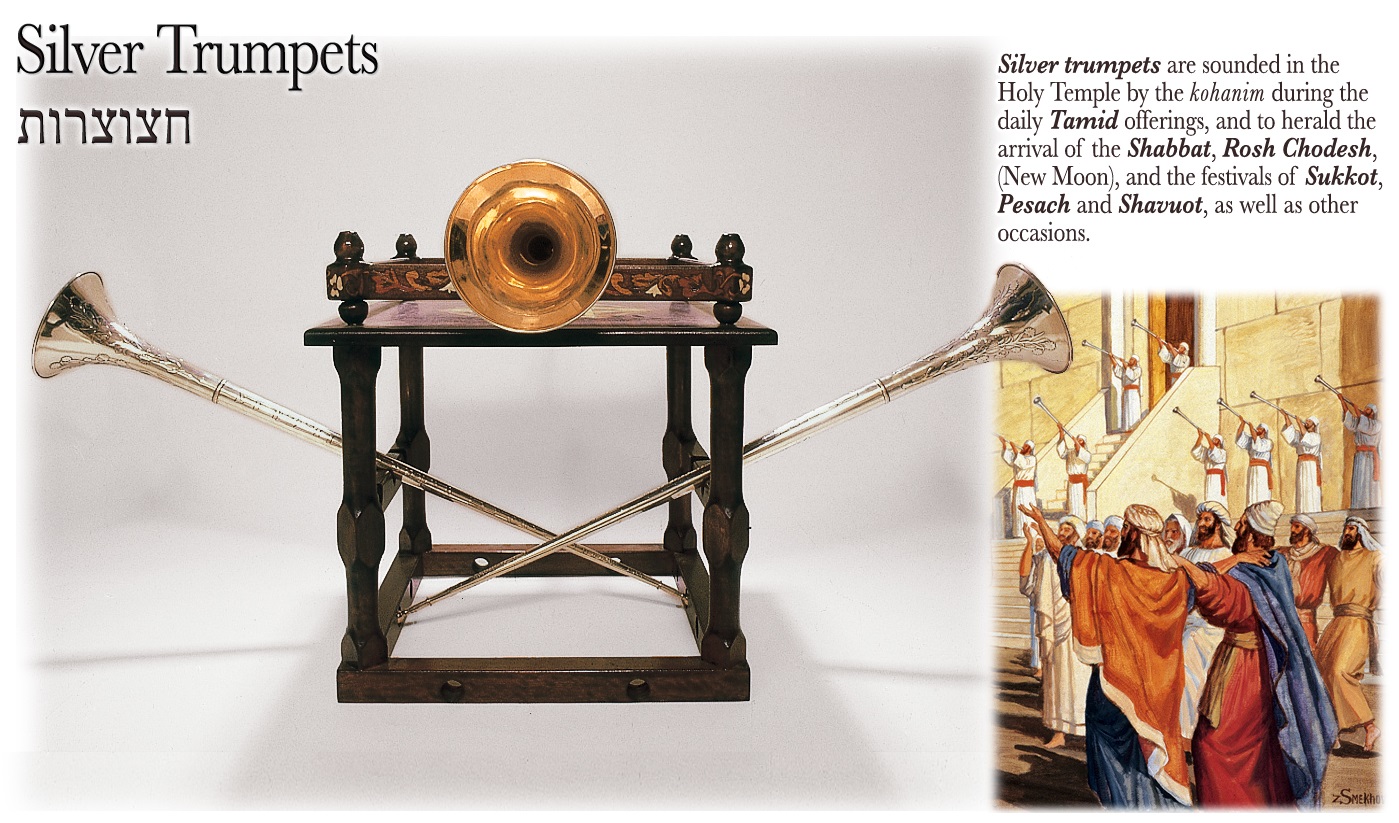 Silver Trumpets
חצוצרות
Silver trumpets are sounded in the
Holy Temple by the kohanim during the
daily Tamid offerings, and to herald the
arrival of the Shabbat, Rosh Chodesh,
(New Moon), and the festivals of Sukkot,
Pesach and Shavuot, as well as other
occasions.